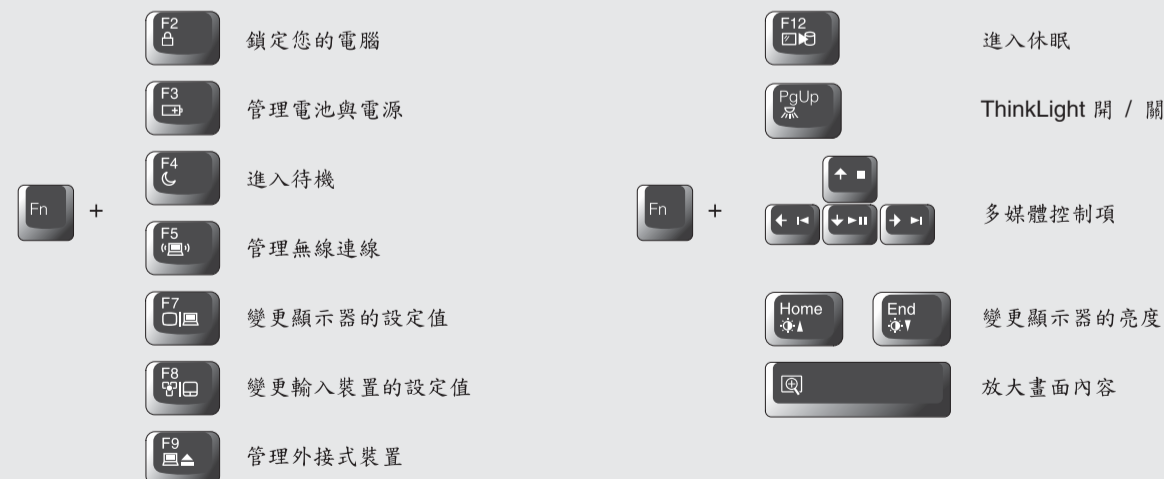 Fn
+
F2
鎖定您的電腦
F3
管理電池與電源
F4
進入待機
F5
管理無線連線
F7
變更顯示器的設定值
F8
變更輸入裝置的設定值
F9
管理外接式裝置
Fn
+
F12
進入休眠
PgUp
ThinkLight 開 / 關
多媒體控制項
Home
End
變更顯示器的亮度
放大畫面內容